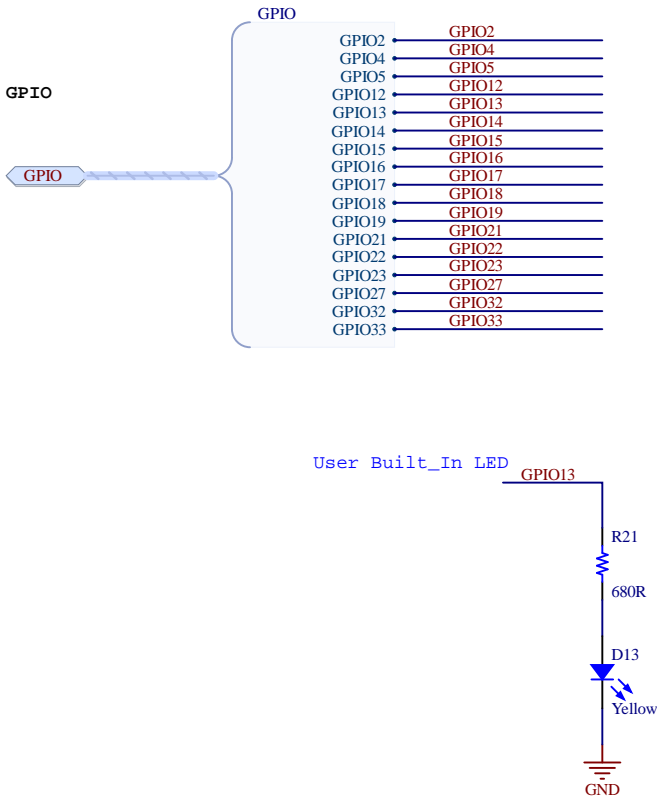 GPIO
GPIO
GPIO
GPIO2 GPIO2
GPIO4 GPIO4
GPIO5 GPIO5
GPIO12 GPIO12
GPIO13 GPIO13
GPIO14 GPIO14
GPIO15 GPIO15
GPIO16 GPIO16
GPIO17 GPIO17
GPIO18 GPIO18
GPIO19 GPIO19
GPIO21 GPIO21
GPIO22 GPIO22
GPIO23 GPIO23
GPIO27 GPIO27
GPIO32 GPIO32
GPIO33 GPIO33
User Built_In LED
GPIO13
R21
680R
D13
Yellow
GND